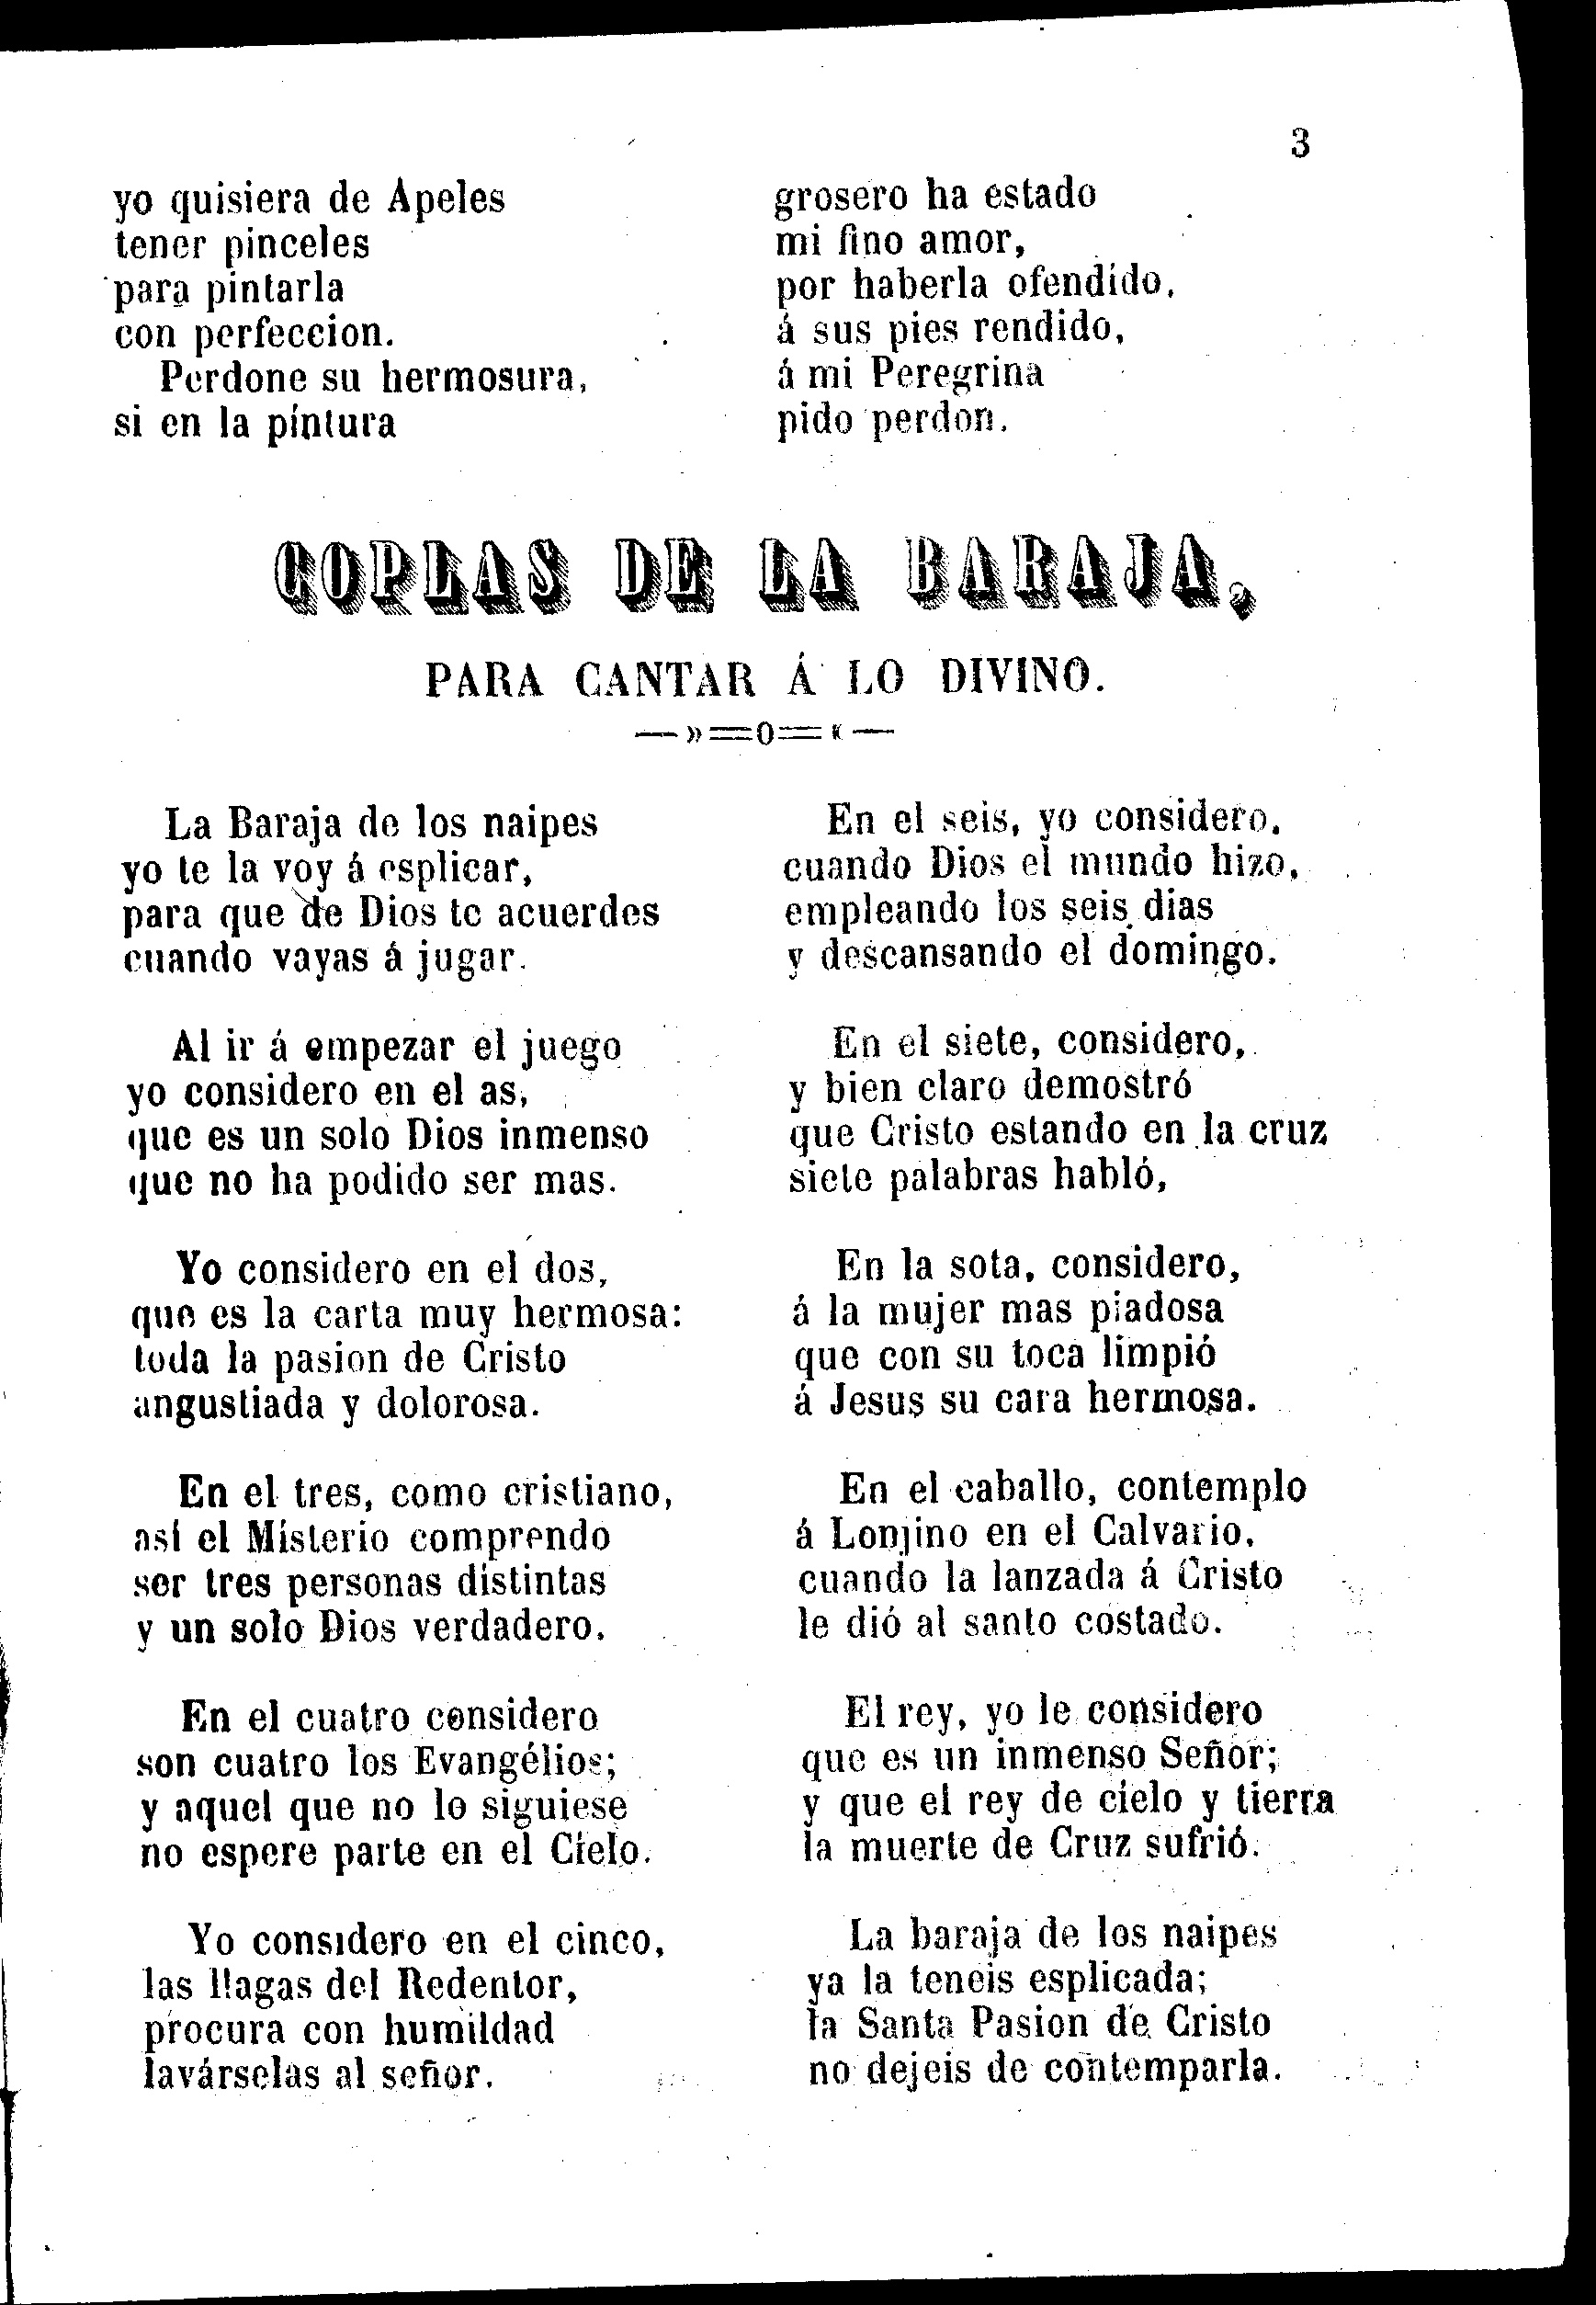 3
yo quisiera de Apeles
tener pinceles
para pintarla
con perfeccion.
Perdone su hermosura,
si en la pintura
grosero ha estado
mi fino amor,
por haberla ofendido,
á sus pies rendido,
á mi Peregrina
pido perdon.
COPLAS DE LA BARAJA,
PARA CANTAR Á LO DIVINO.
La Baraja de los naipes
yo te la voy á esplicar,
para que de Dios te acuerdes
cuando vayas á jugar.
Al ir á empezar el juego
yo considero en el as,
que es un solo Dios inmenso
que no ha podido ser mas.
Yo considero en el dos,
que es la carta muy hermosa:
toda la pasion de Cristo
angustiada y dolorosa.
En el tres, como cristiano,
así el Misterio comprendo
ser tres personas distintas
y un solo Dios verdadero.
En el cuatro considero
son cuatro los Evangélios;
y aquel que no lo siguiese
no espere parte en el Cielo.
Yo considero en el cinco,
las llagas del Redentor,
procura con humildad
lavárselas al señor.
En el seis, yo considero,
cuando Dios el mundo hizo,
empleando los seis dias
y descansando el domingo.
En el siete, considero,
y bien claro demostró
que Cristo estando en la cruz
siete palabras habló,
En la sota, considero,
á la mujer mas piadosa
que con su toca limpió
á Jesus su cara hermosa.
En el caballo, contemplo
á Lonjino en el Calvario,
cuando la lanzada á Cristo
le dió al santo costado.
El rey, yo le considero
que es un inmenso Señor;
y que el rey de cielo y tierra
la muerte de Cruz sufrió.
La baraja de los naipes
ya la teneis esplicada;
la Santa Pasion de Cristo
no dejeis de contemparla.